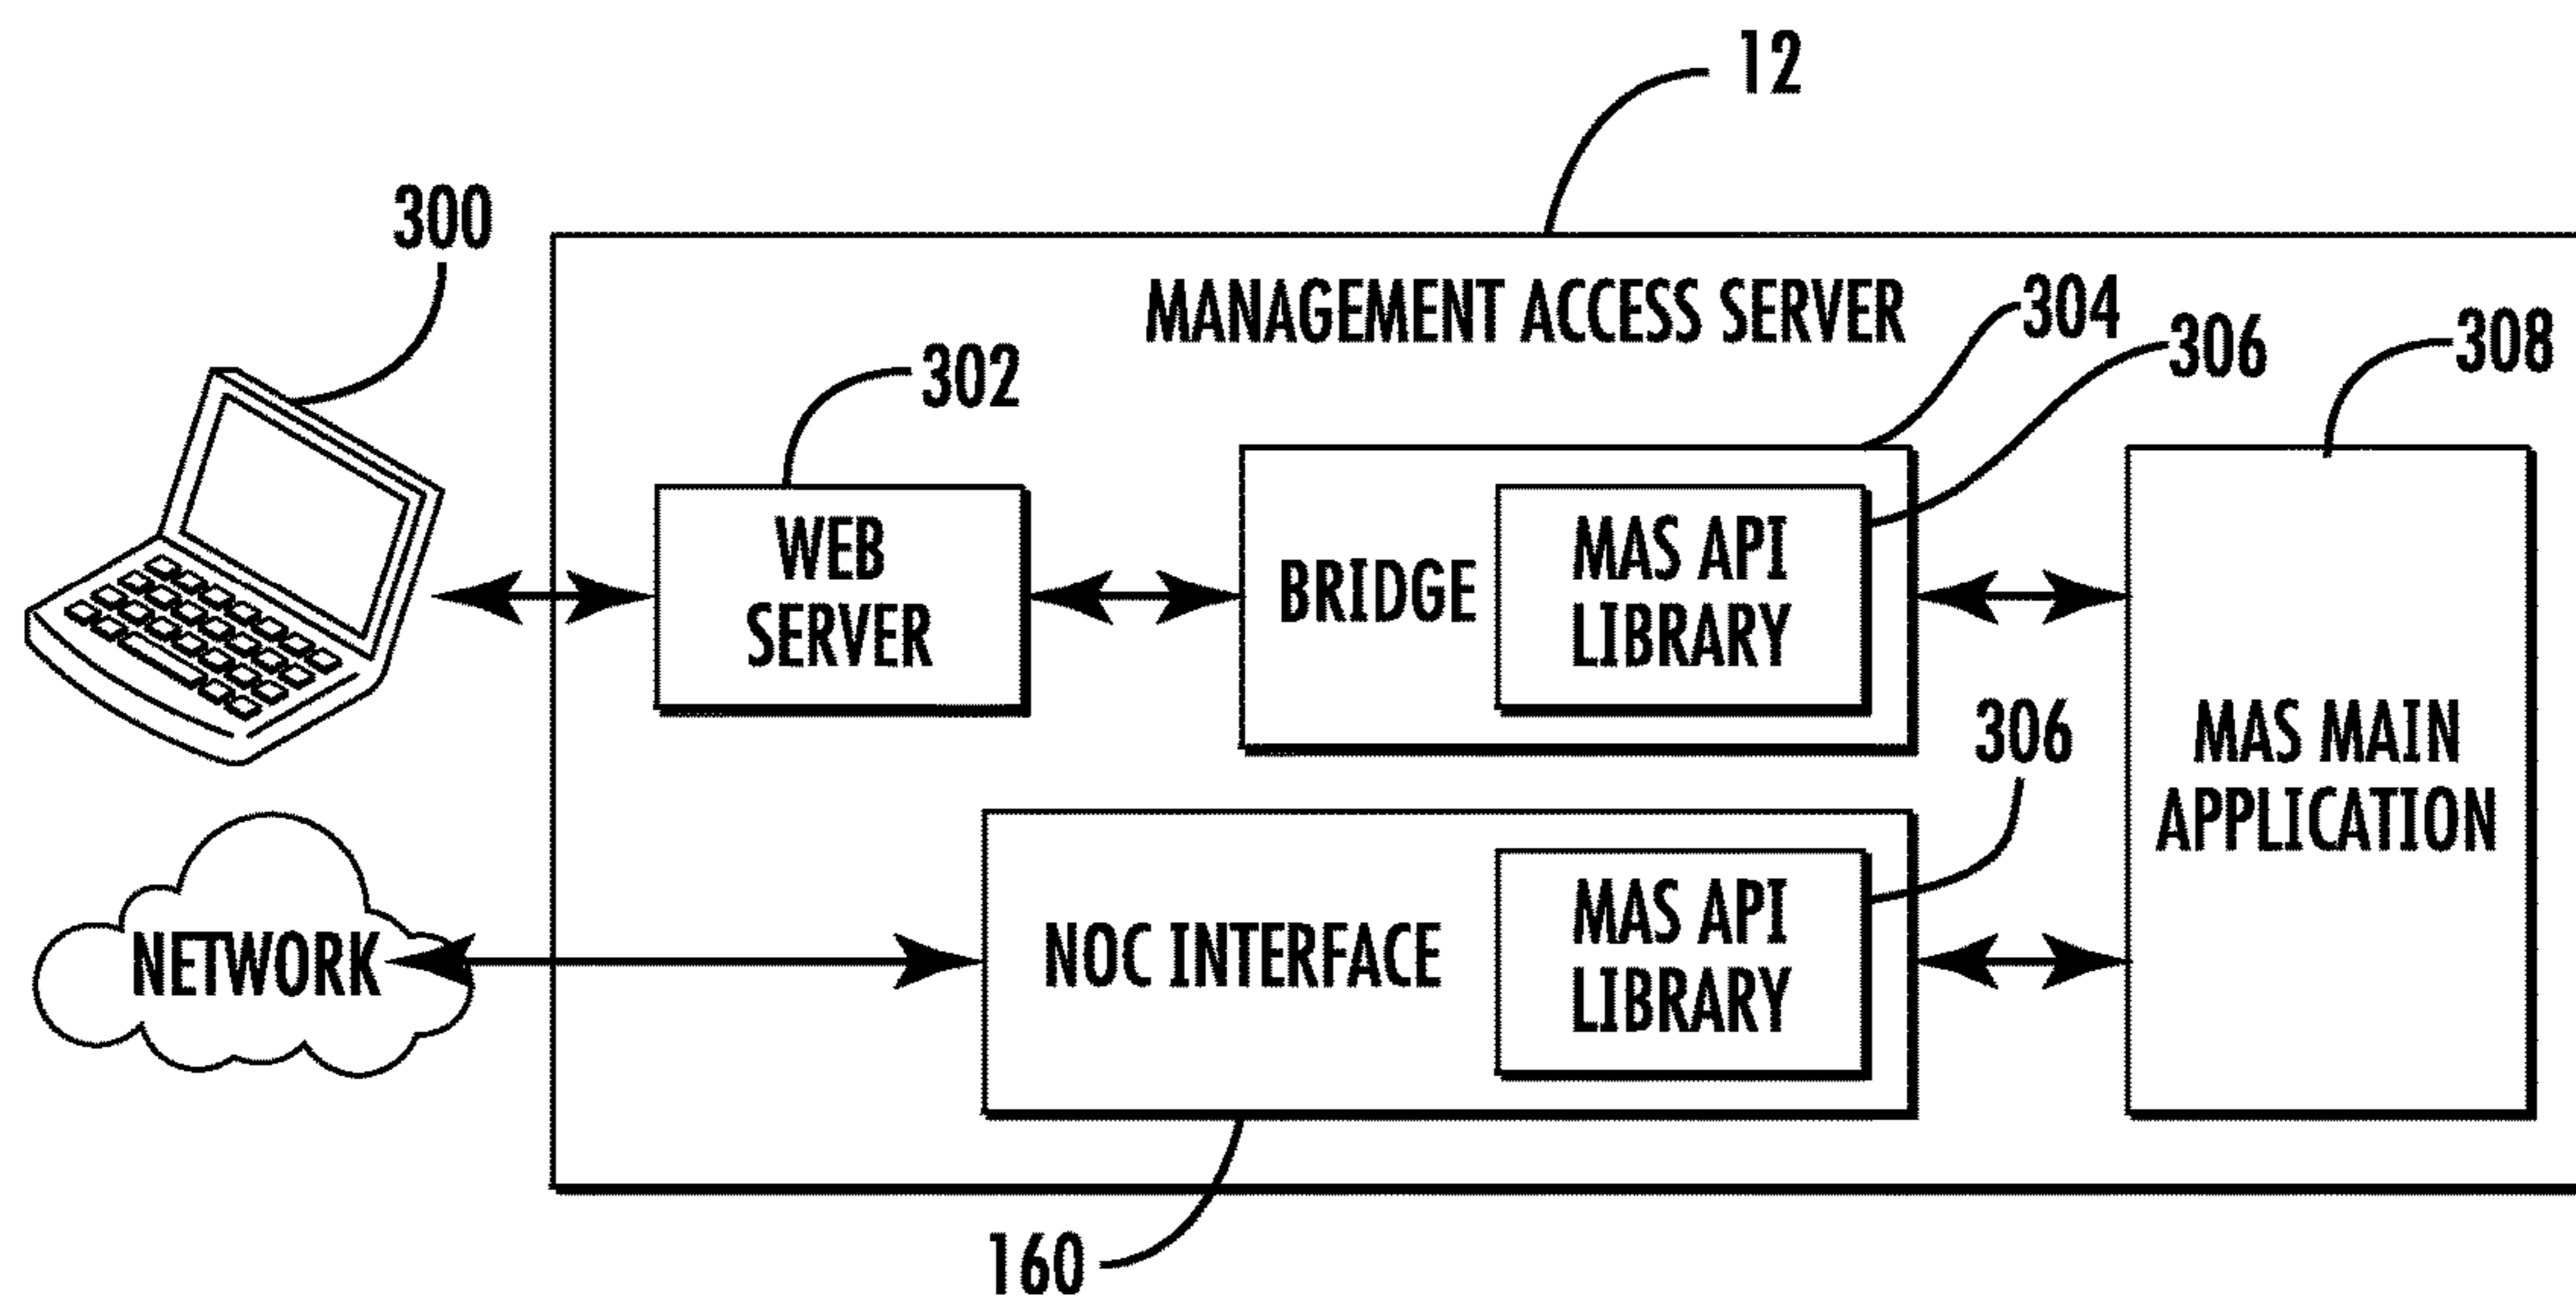 12
300
MANAGEMENT ACCESS SERVER
304
306
308
302
WEB
SERVER
BRIDGE
MAS API
LIBRARY
306
MAS MAIN
APPLICATION
NETWORK
NOC INTERFACE
MAS API
LIBRARY
160